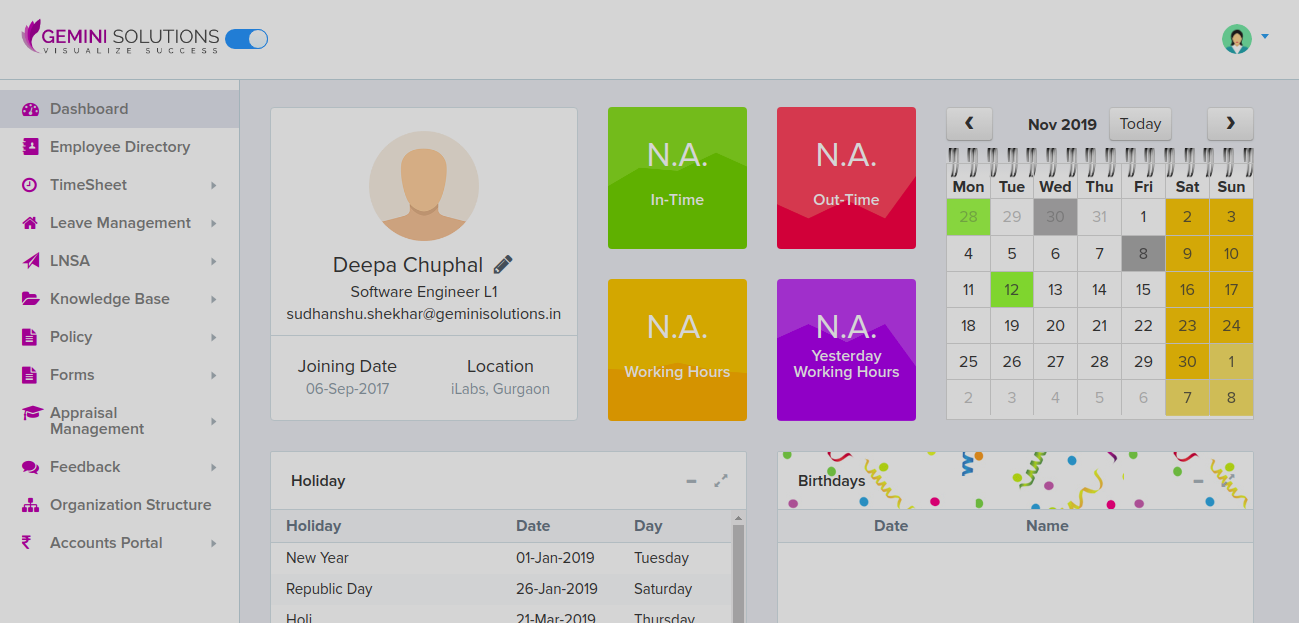 GEMINI SOLUTIONS
VISUALIZE SUCCESS
Dashboard
Employee Directory
TimeSheet
Leave Management
LNSA
Knowledge Base
Policy
Forms
Appraisal
Management
Feedback
Organization Structure
Accounts Portal
Deepa Chuphal
Software Engineer L1
sudhanshu.shekhar@geminisolutions.in
Joining Date
06-Sep-2017
Location
iLabs, Gurgaon
N.A.
In-Time
N.A.
Out-Time
N.A.
Working Hours
N.A.
Yesterday
Working Hours
Nov 2019 Today
Mon Tue Wed Thu Fri Sat Sun
28 29 30 31 1 2 3
4 5 6 7 8 9 10
11 12 13 14 15 16 17
18 19 20 21 22 23 24
25 26 27 28 29 30 1
2 3 4 5 6 7 8
Holiday
Holiday Date Day
New Year 01-Jan-2019 Tuesday
Republic Day 26-Jan-2019 Saturday
Holi 21-Mar-2019 Thursday
Birthdays
Date Name